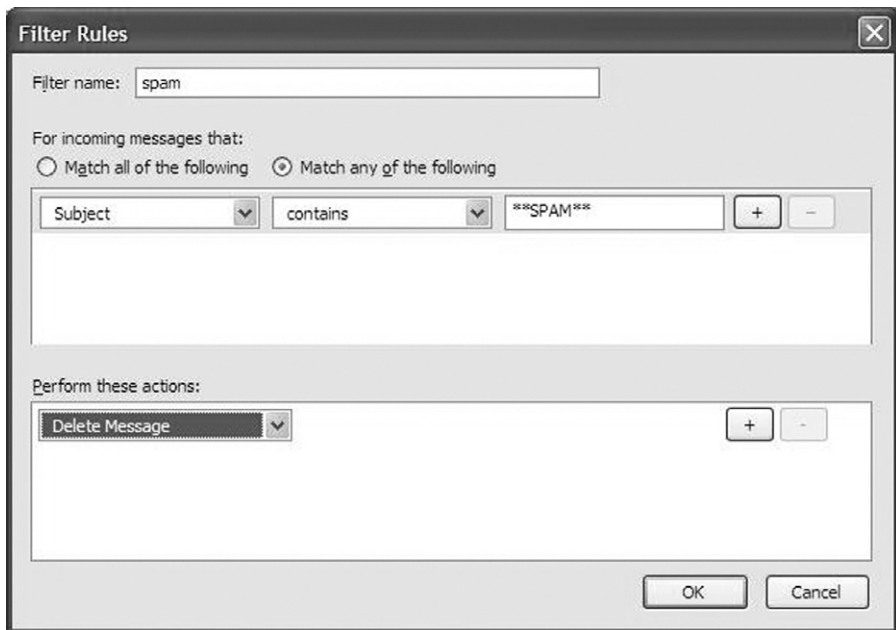 Filter Rules
Filter name: spam
For incoming messages that:
Match all of the following Match any of the following
Subject contains **SPAM** + -
Perform these actions:
Delete Message + -
OK Cancel